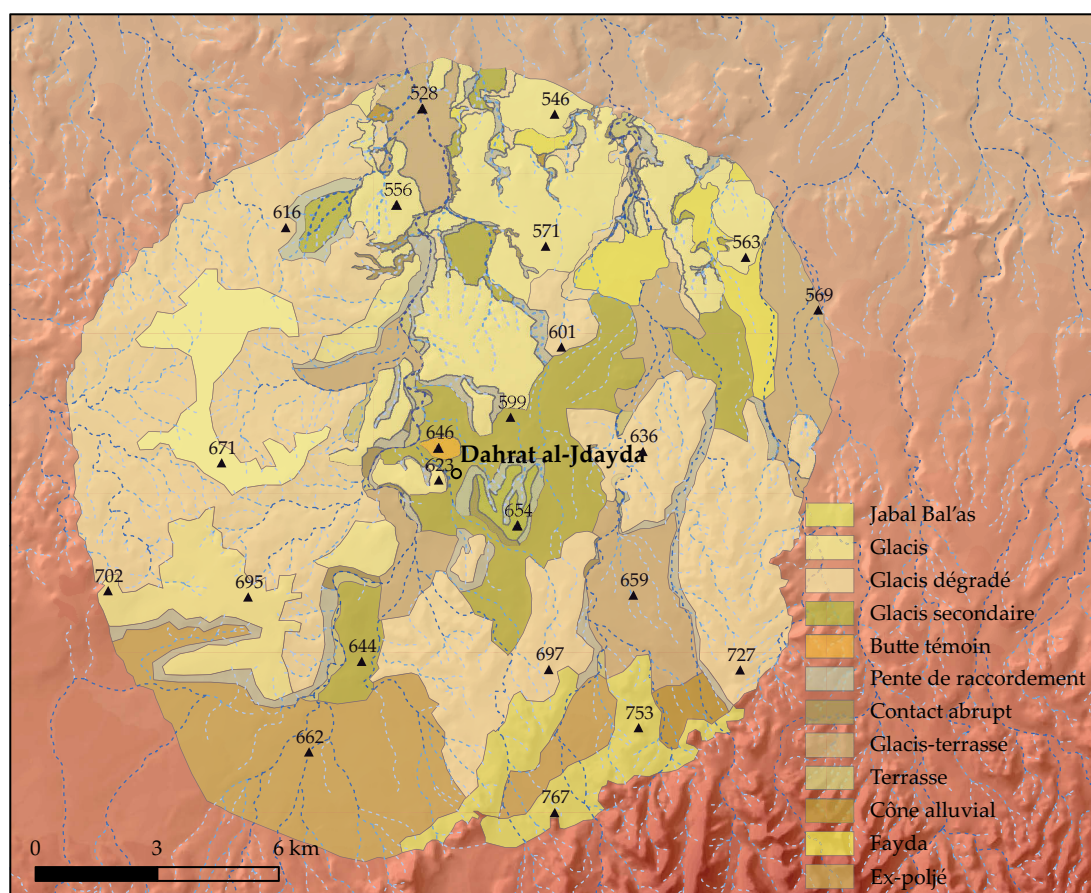 528
546
556
616
571
563
569
601
599
646
636
Dahrat al-Jdayda
623
671
654
702
695
659
644
697
727
753
662
767
Jabal Bal'as
Glacis
Glacis dégradé
Glacis secondaire
Butte témoin
Pente de raccordement
Contact abrupt
Glacis-terrasse
Terrasse
Cône alluvial
Fayda
Ex-poljé
0 3 6 km